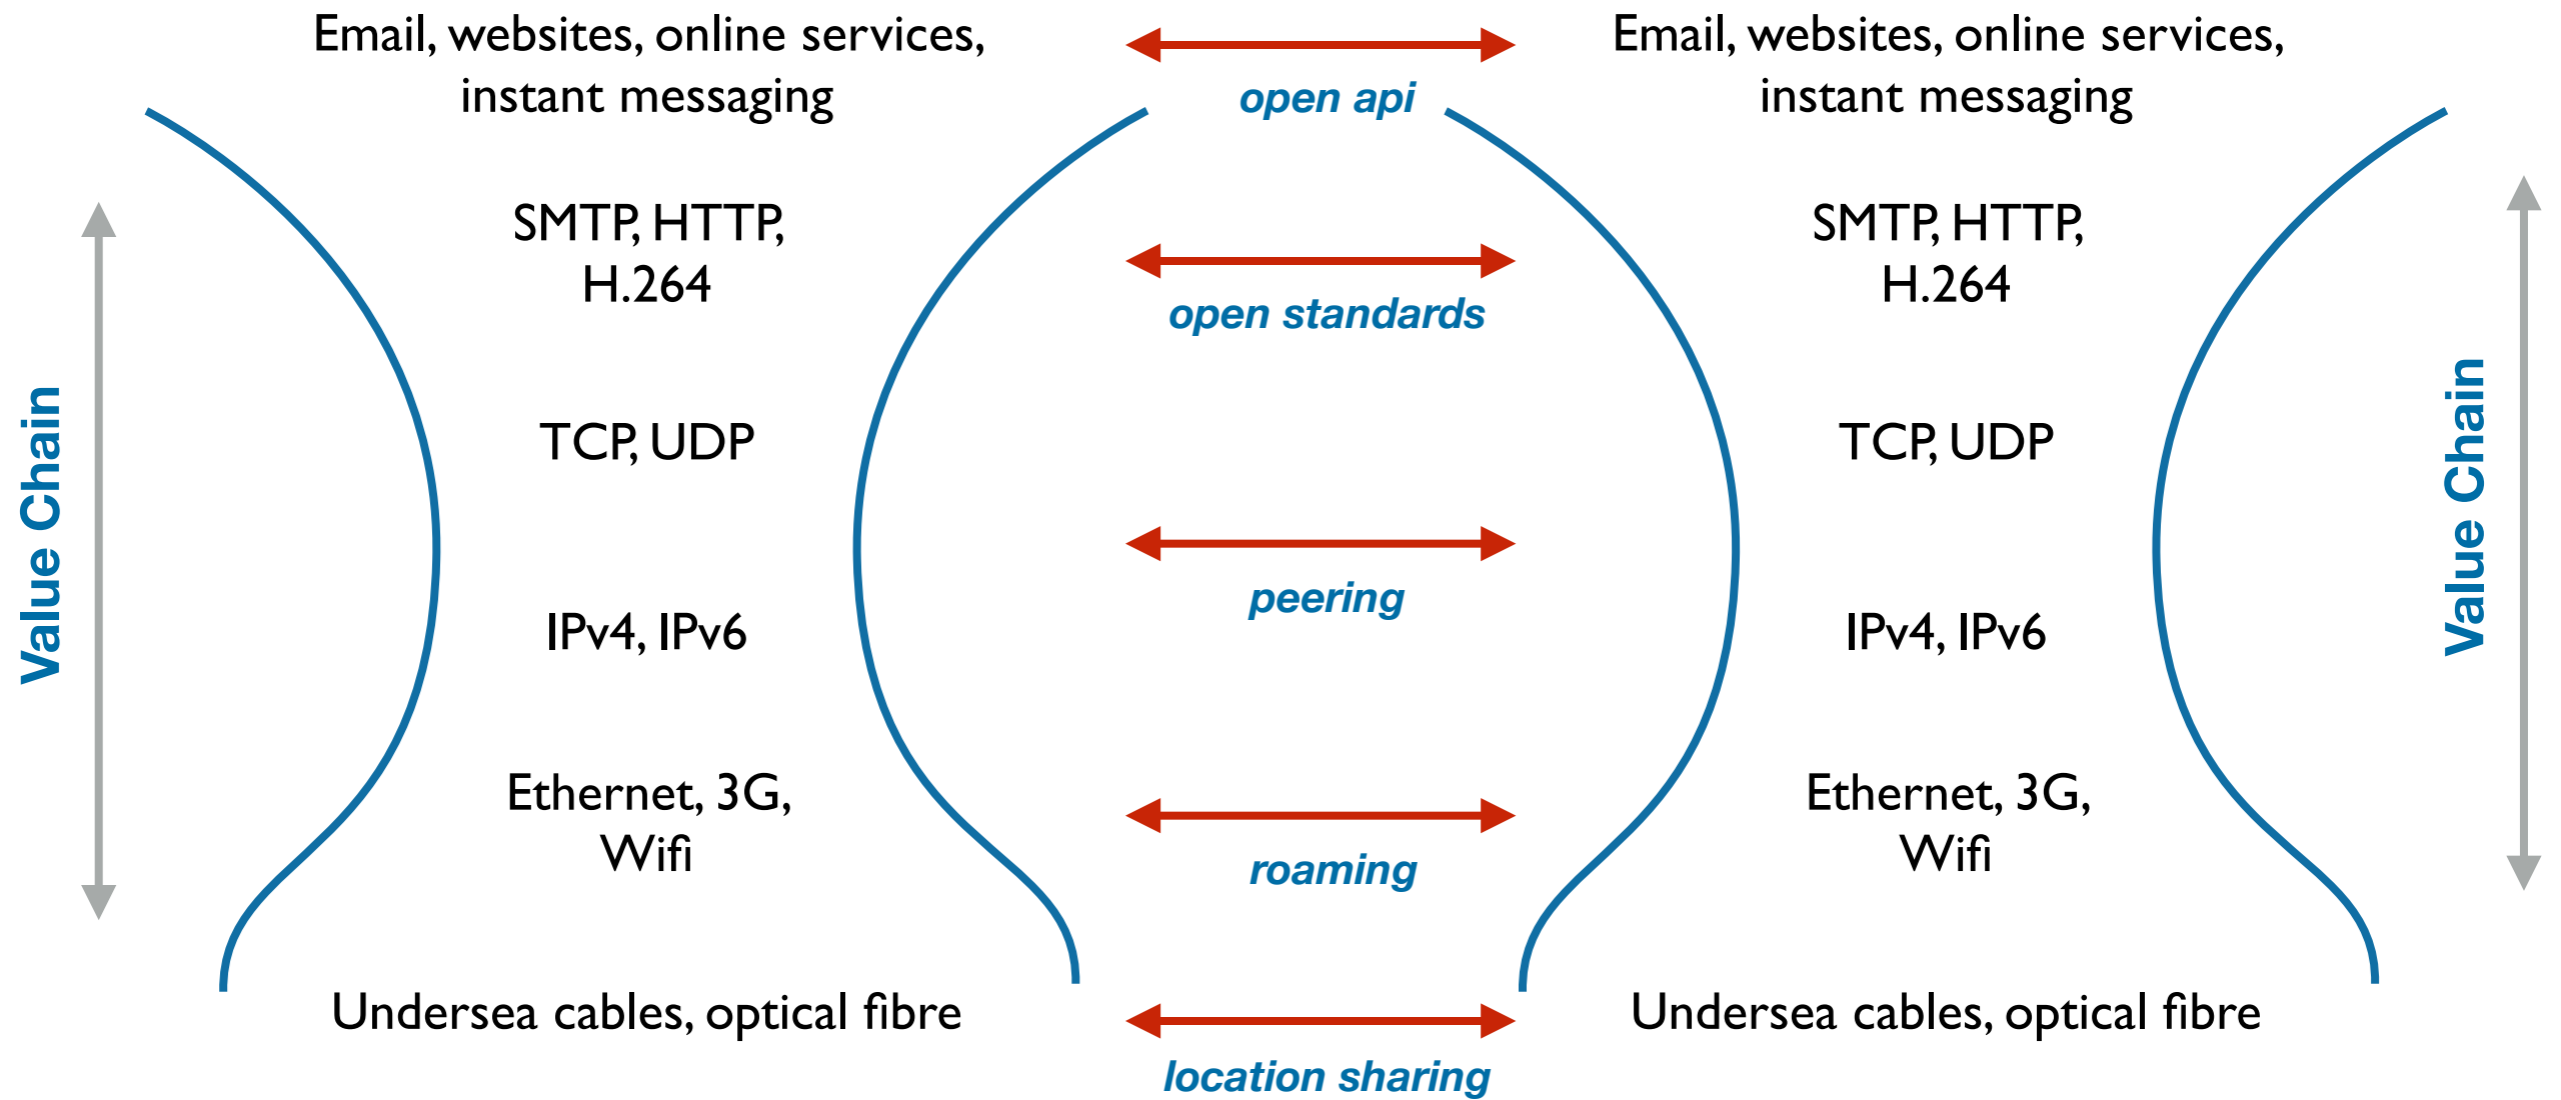 Email, websites, online services,
instant messaging
open api
Email, websites, online services,
instant messaging
SMTP, HTTP,
H.264
open standards
SMTP, HTTP,
H.264
Value Chain
TCP, UDP
TCP, UDP
Value Chain
peering
IPv4, IPv6
IPv4, IPv6
Ethernet, 3G,
Wifi
roaming
Ethernet, 3G,
Wifi
Undersea cables, optical fibre
Undersea cables, optical fibre
location sharing